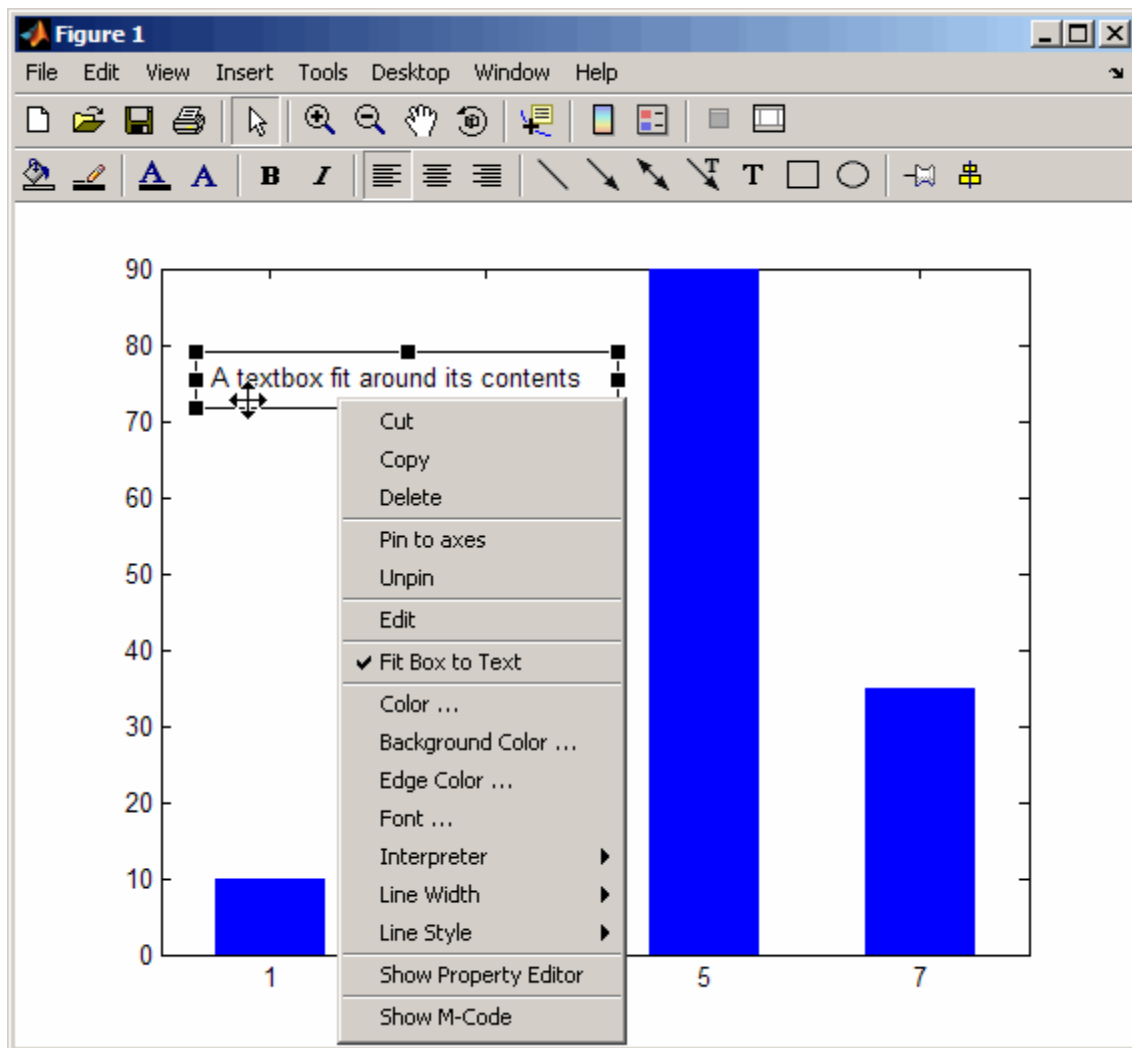 Figure 1
File Edit View Insert Tools Desktop Window Help
A A B I T T
90
80
A textbox fit around its contents
70
Cut
Copy
Delete
60
Pin to axes
Unpin
50
Edit
40
Fit Box to Text
Color ...
30
Background Color ...
Edge Color ...
20
Font ...
Interpreter
10
Line Width
Line Style
0
1 5 7
Show Property Editor
Show M-Code